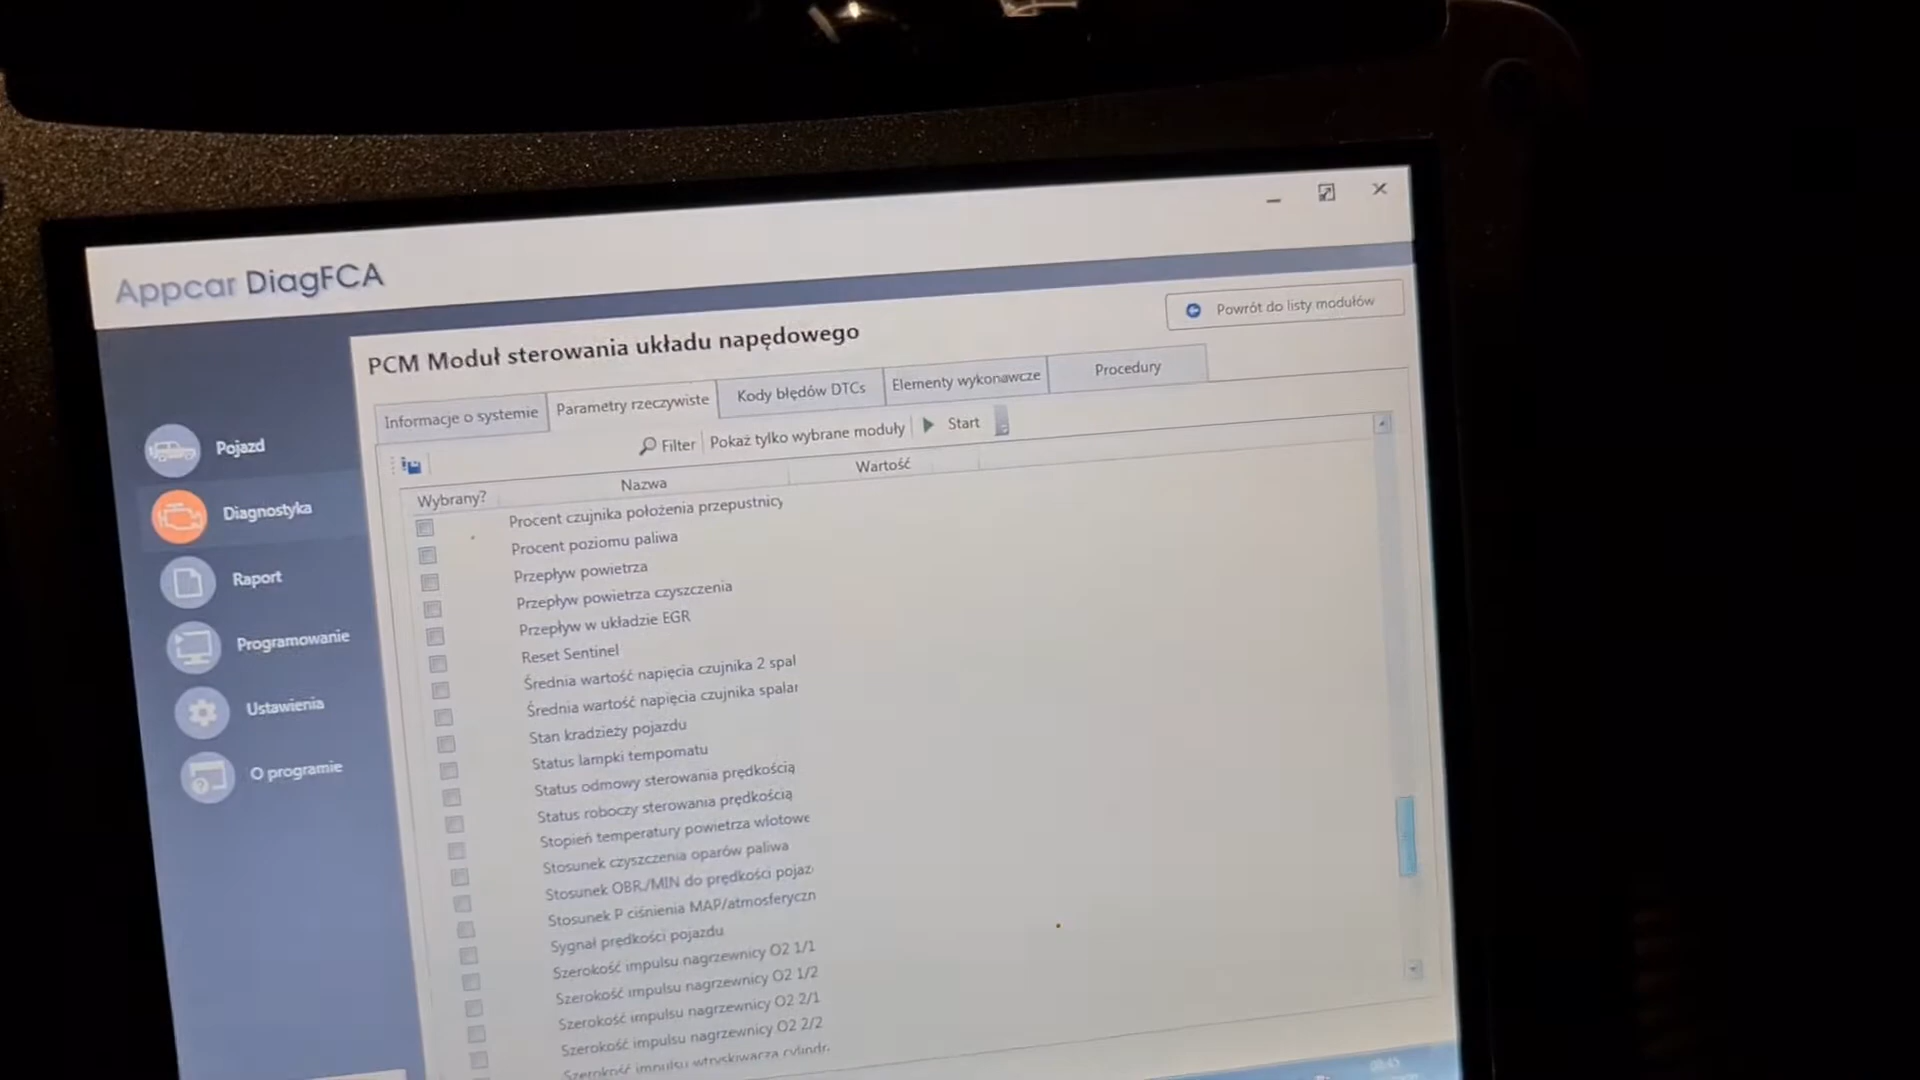 Appcar DiagFCA
Powrót do listy modułów
PCM Moduł sterowania układu napędowego
Informacje o systemie
Parametry rzeczywiste
Kody błędów DTCs
Elementy wykonawcze
Procedury
Filter
Pokaż tylko wybrane moduły
Start
Wybrany?
Nazwa
Wartość
Pojazd
Diagnostyka
Raport
Programowanie
Ustawienia
O programie
Procent czujnika położenia przepustnicy
Procent poziomu paliwa
Przepływ powietrza
Przepływ powietrza czyszczenia
Przepływ w układzie EGR
Reset Sentinel
Średnia wartość napięcia czujnika 2 spal
Średnia wartość napięcia czujnika spalar
Stan kradzieży pojazdu
Status lampki tempomatu
Status odmowy sterowania prędkością
Status roboczy sterowania prędkością
Stopień temperatury powietrza wlotowe
Stosunek czyszczenia oparów paliwa
Stosunek OBR./MIN do prędkości pojaz
Stosunek P ciśnienia MAP/atmosferyczn
Sygnał prędkości pojazdu
Szerokość impulsu nagrzewnicy O2 1/1
Szerokość impulsu nagrzewnicy O2 1/2
Szerokość impulsu nagrzewnicy O2 2/1
Szerokość impulsu nagrzewnicy O2 2/2
Szerokość impulsu wtryskiwacza cylindr.